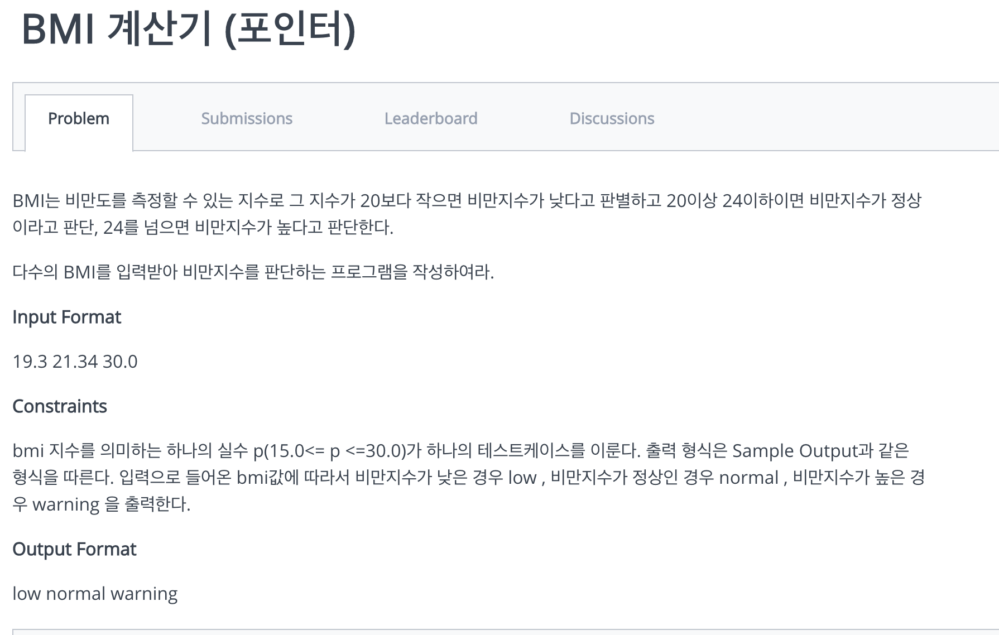 BMI 계산기 (포인터)
Problem
Submissions
Leaderboard
Discussions
BMI는 비만도를 측정할 수 있는 지수로 그 지수가 20보다 작으면 비만지수가 낮다고 판별하고 20이상 24이하이면 비만지수가 정상
이라고 판단, 24를 넘으면 비만지수가 높다고 판단한다.
다수의 BMI를 입력받아 비만지수를 판단하는 프로그램을 작성하여라.
Input Format
19.3 21.34 30.0
Constraints
bmi 지수를 의미하는 하나의 실수 p(15.0<= p <=30.0)가 하나의 테스트케이스를 이룬다. 출력 형식은 Sample Output과 같은
형식을 따른다. 입력으로 들어온 bmi값에 따라서 비만지수가 낮은 경우 low , 비만지수가 정상인 경우 normal , 비만지수가 높은 경
우 warning 을 출력한다.
Output Format
low normal warning